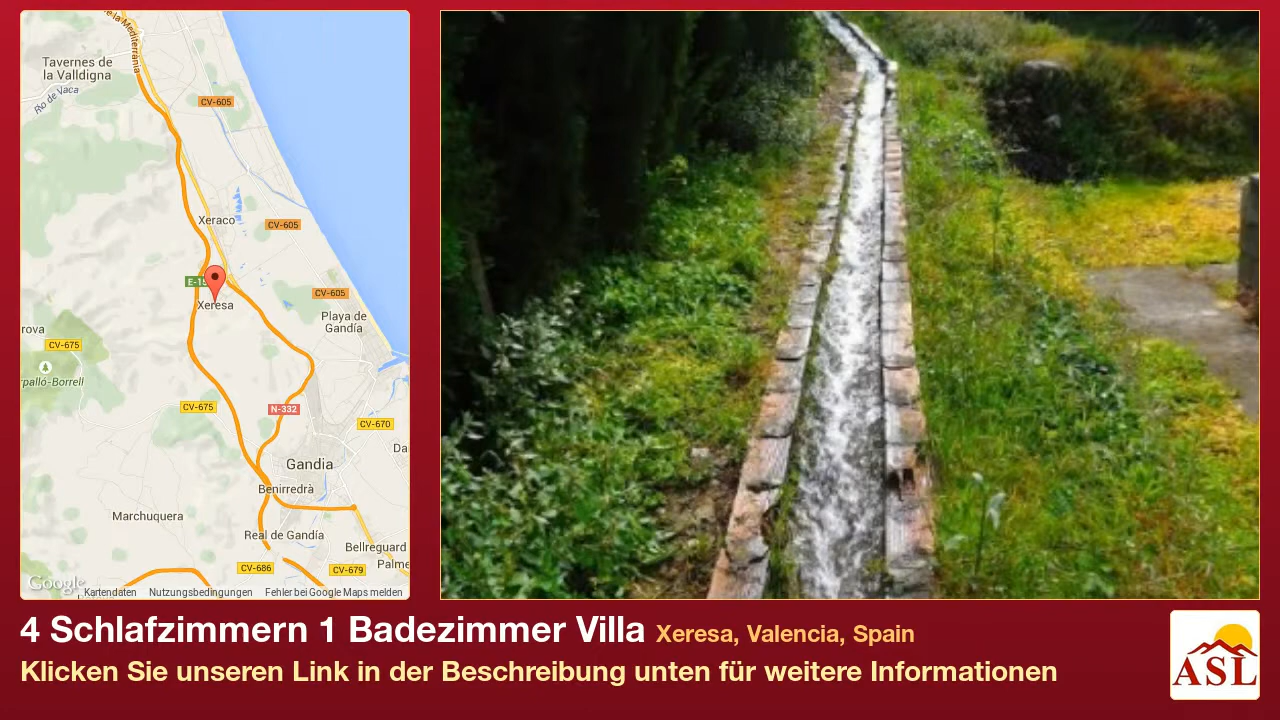 de la Mediterrània
Tavernes de
la Valldigna
Río de Vaca
CV-605
Xeraco
CV-605
E-15
CV-605
Xeresa
Playa de
Gandía
rova
CV-675
rpalló-Borrell
CV-675
N-332
CV-670
Da
Gandia
Benirredrà
Marchuquera
Real de Gandía
Bellreguard
Palme
CV-686
CV-679
Google
Kartendaten Nutzungsbedingungen Fehler bei Google Maps melden
4 Schlafzimmern 1 Badezimmer Villa Xeresa, Valencia, Spain
Klicken Sie unseren Link in der Beschreibung unten für weitere Informationen
ASL